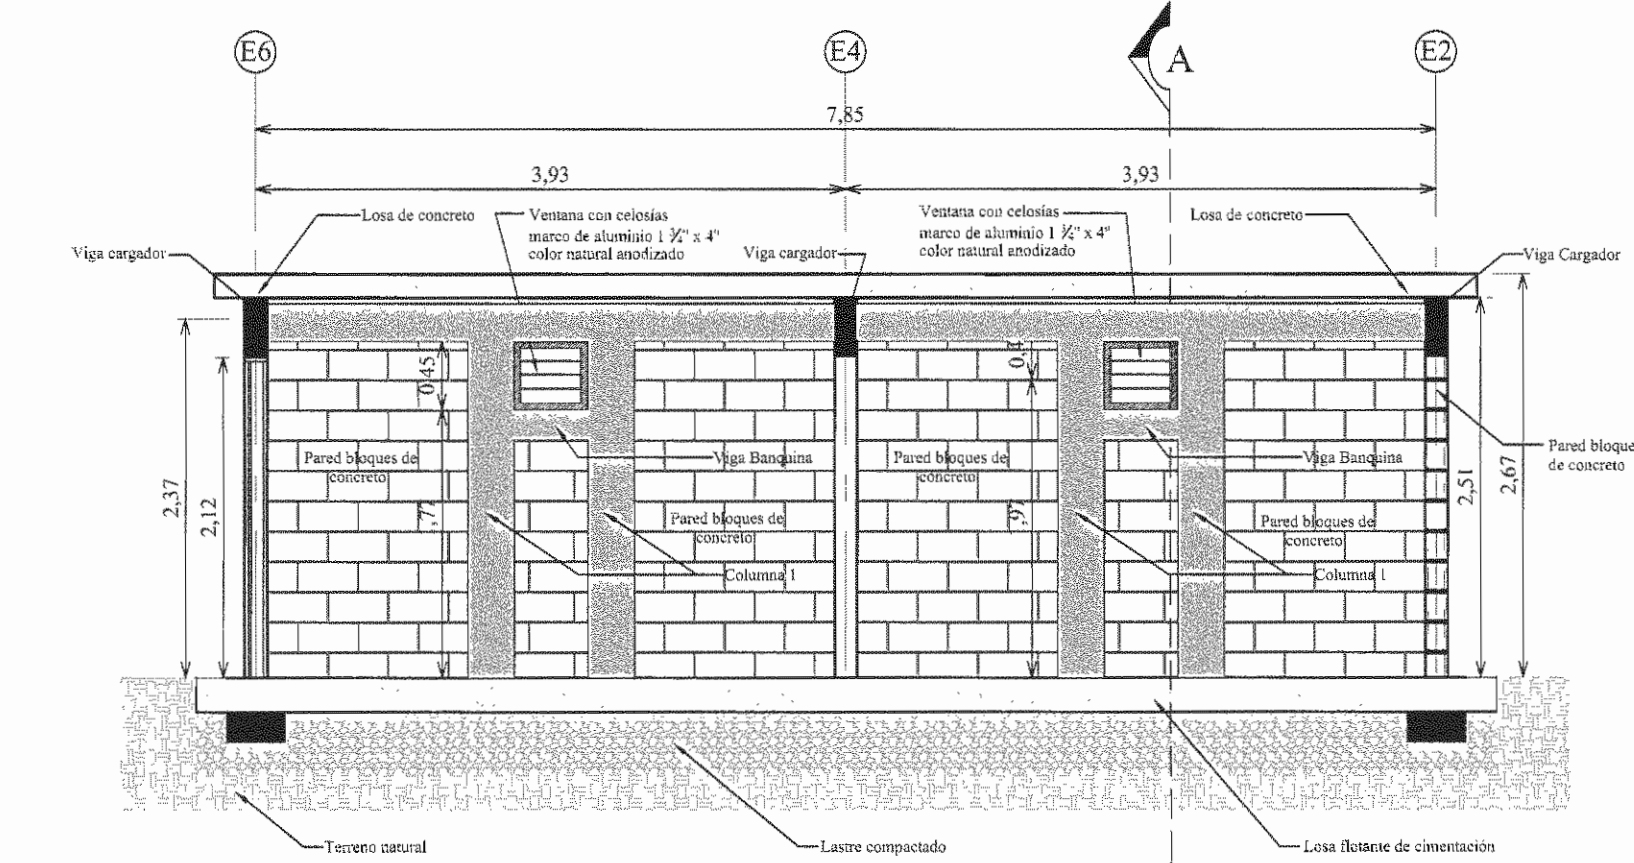 E6
E4
A
E2
7,85
3,93
3,93
Losa de concreto
Ventana con celosías
marco de aluminio 1 ¾" x 4"
color natural anodizado
Viga cargador
Viga cargador
Ventana con celosías
marco de aluminio 1 ¾" x 4"
color natural anodizado
Losa de concreto
Viga Cargador
0,45
Pared bloques de
concreto
Viga Banquina
Pared bloques de
concreto
Viga Banquina
Pared bloque
de concreto
2,37
2,12
2,51
2,67
Pared bloques de
concreto
Pared bloques de
concreto
Columna 1
Columna 1
Terreno natural
Lastre compactado
Losa flotante de cimentación